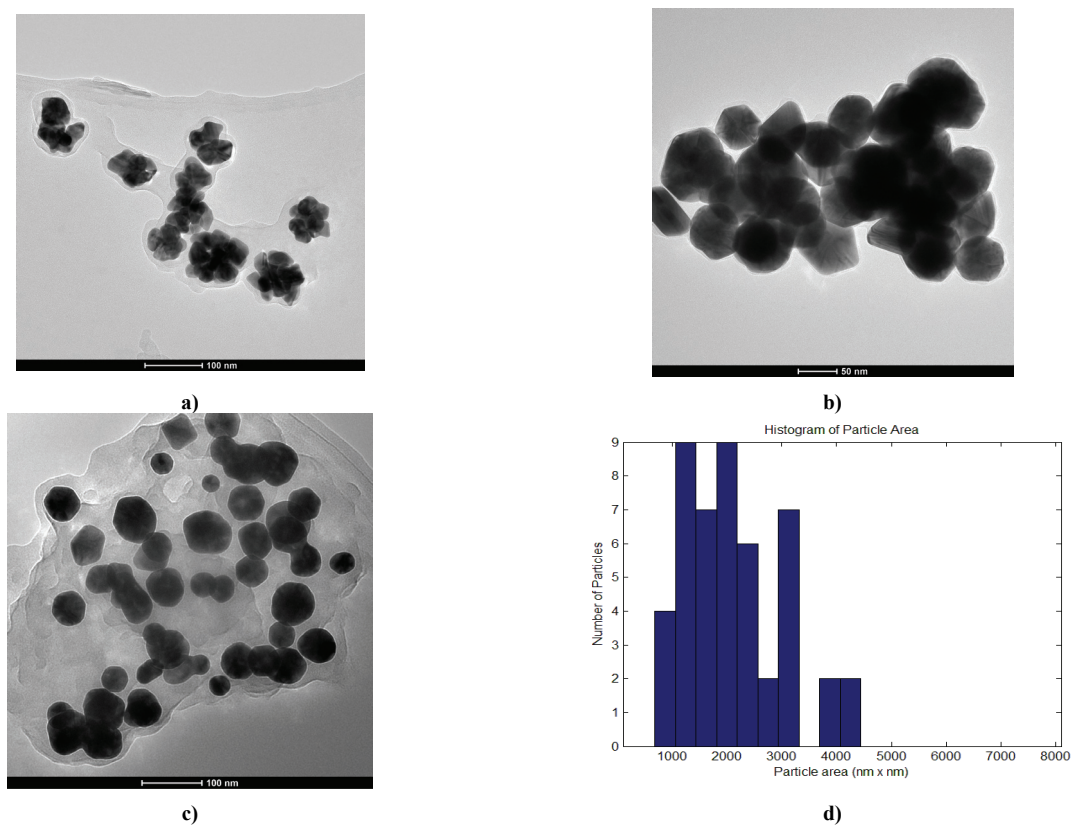 100 nm
50 nm
a)
b)
Histogram of Particle Area
9
8
7
6
5
4
3
2
1
0
Number of Particles
1000 2000 3000 4000 5000 6000 7000 8000
Particle area (nm x nm)
100 nm
c)
d)